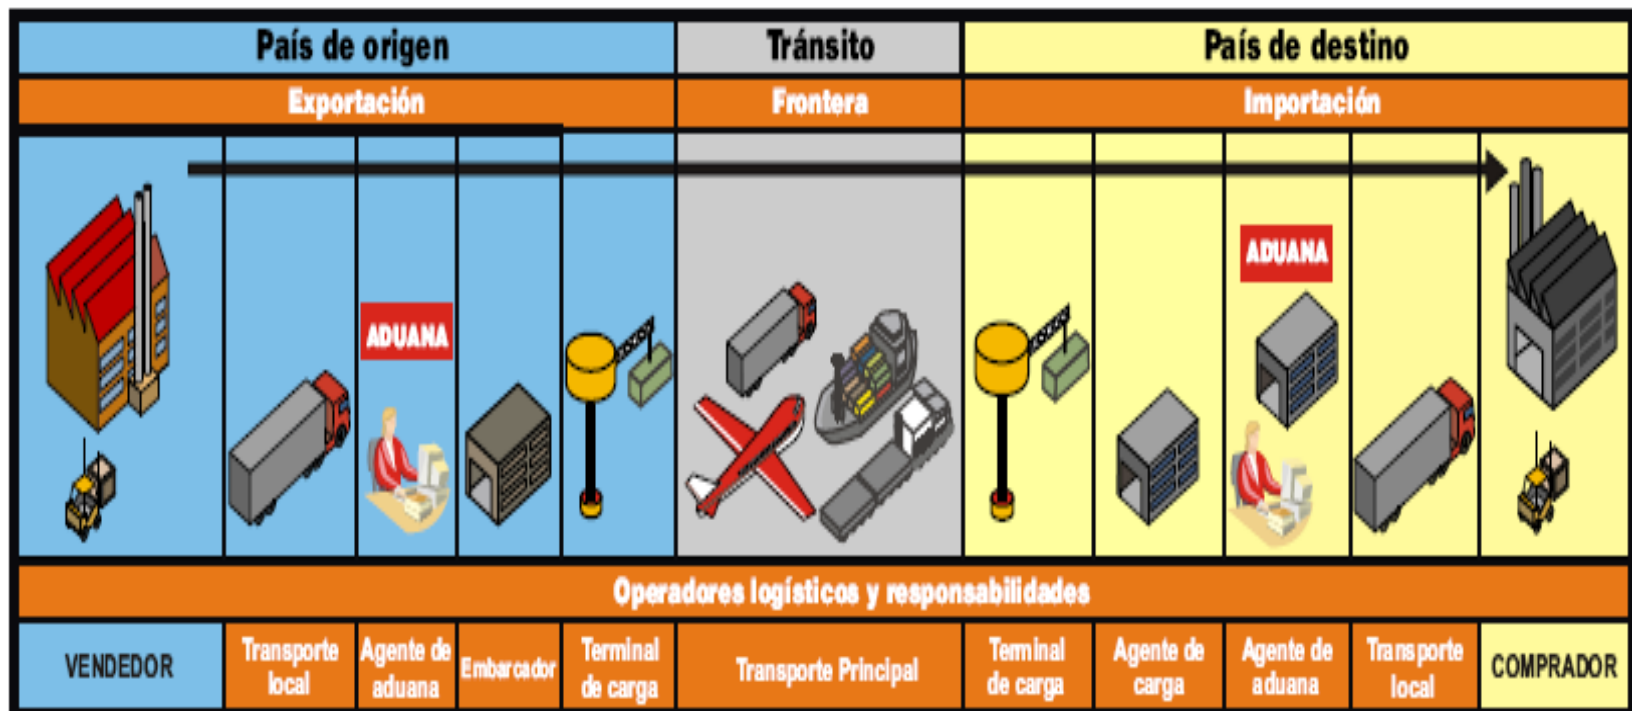 País de origen
Tránsito
País de destino
Exportación
Frontera
Importación
ADUANA
ADUANA
Operadores logísticos y responsabilidades
VENDEDOR
Transporte
local
Agente de
aduana
Embarcador
Terminal
de carga
Transporte Principal
Terminal
de carga
Agente de
carga
Agente de
aduana
Transporte
local
COMPRADOR